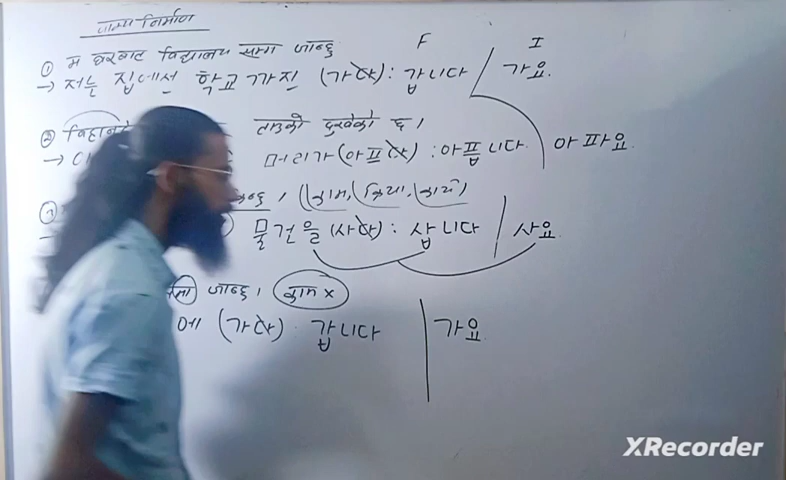 वाक्य निर्माण
F I
① म घरबाट विद्यालय सम्म जान्छु
→ 저는 집에서 학교까지 (가다): 갑니다 / 가요.
② टाउको दुखेको छ।
→ 머리가 (아프다) : 아픕니다. 아파요.
③ (काम, क्रिया, कार्य)
물건을 (사다): 삽니다 / 사요.
जान्छु। काम x
에 (가다) 갑니다 가요.
XRecorder